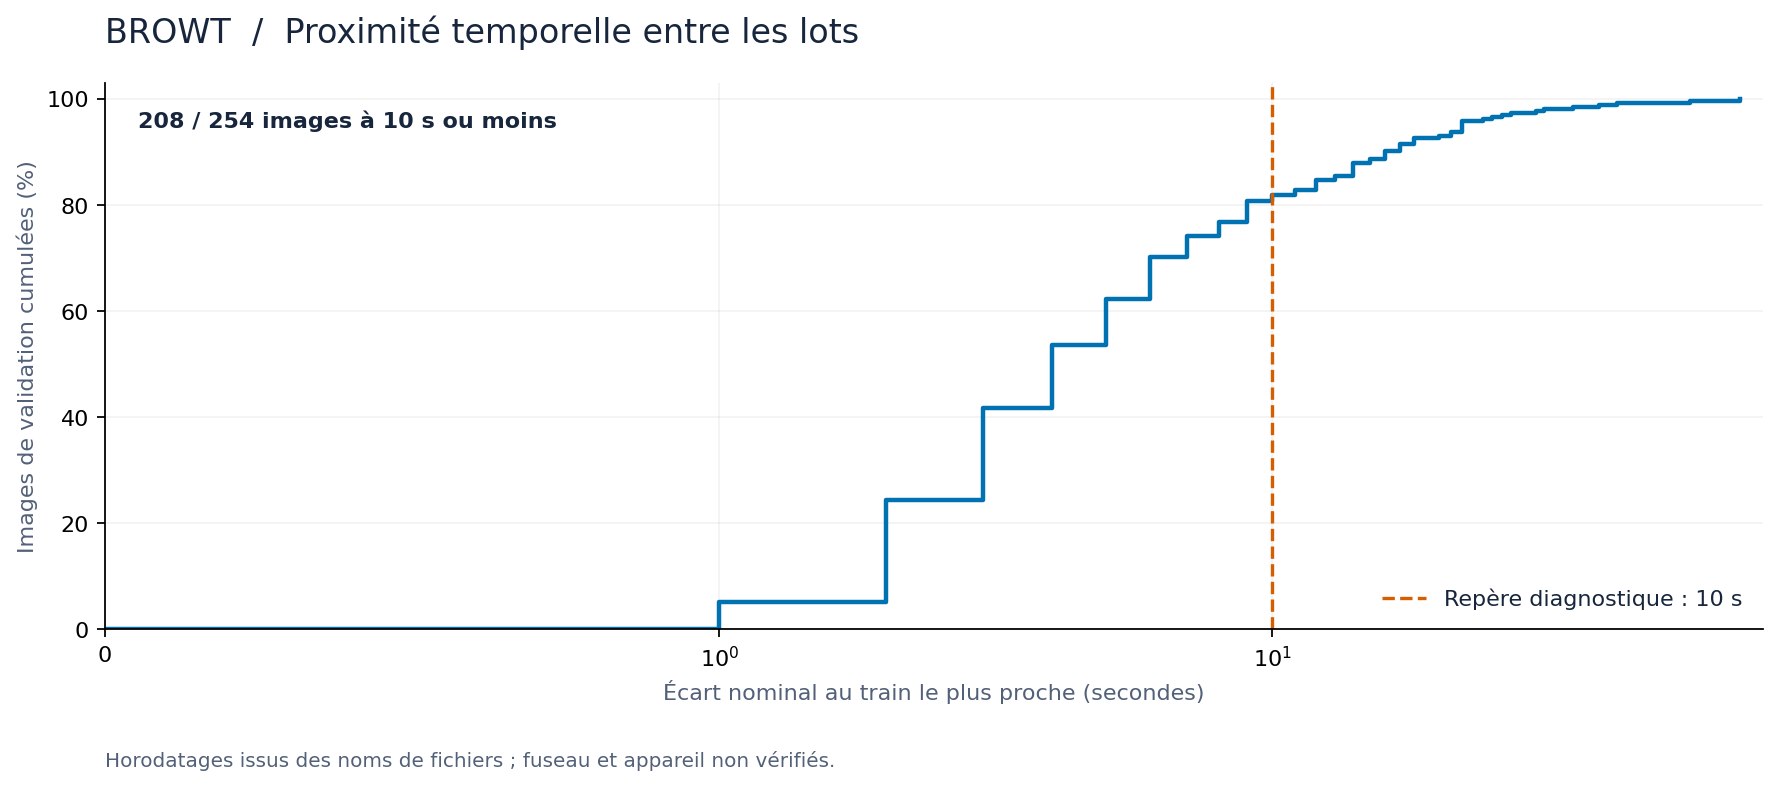 BROWT / Proximité temporelle entre les lots
208 / 254 images à 10 s ou moins
Images de validation cumulées (%)
100
80
60
40
20
0
Repère diagnostique : 10 s
0
10⁰
10¹
Écart nominal au train le plus proche (secondes)
Horodatages issus des noms de fichiers ; fuseau et appareil non vérifiés.